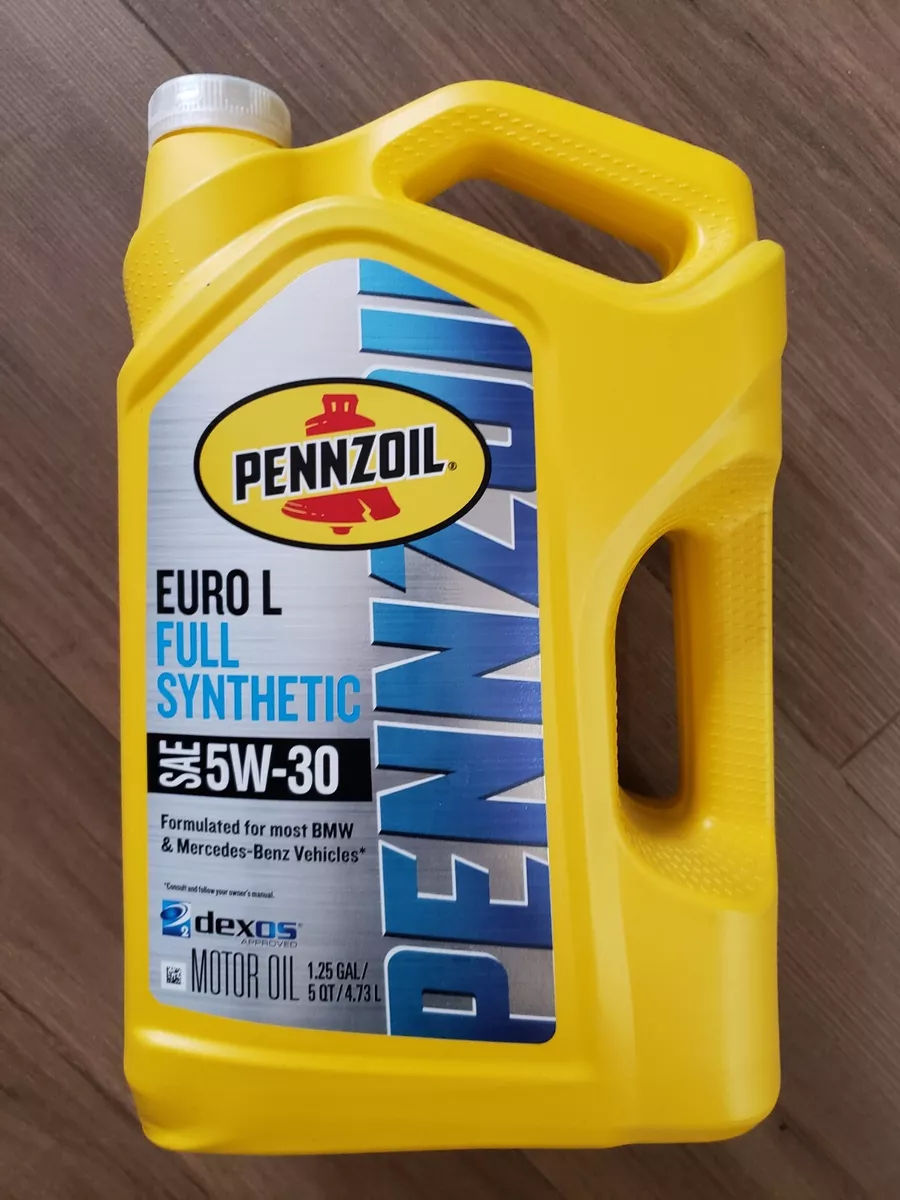 PENNZOIL®
EURO L
FULL
SYNTHETIC
SAE 5W-30
Formulated for most BMW
& Mercedes-Benz Vehicles*
*Consult and follow your owner's manual.
2 dexos®
APPROVED
MOTOR OIL
1.25 GAL/
5 QT/4.73 L
PENNZOIL